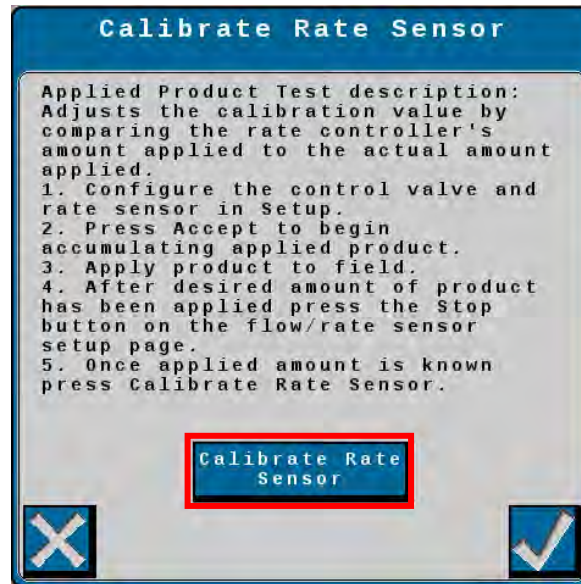 Calibrate Rate Sensor
Applied Product Test description:
Adjusts the calibration value by
comparing the rate controller's
amount applied to the actual amount
applied.
1. Configure the control valve and
rate sensor in Setup.
2. Press Accept to begin
accumulating applied product.
3. Apply product to field.
4. After desired amount of product
has been applied press the Stop
button on the flow/rate sensor
setup page.
5. Once applied amount is known
press Calibrate Rate Sensor.
Calibrate Rate
Sensor